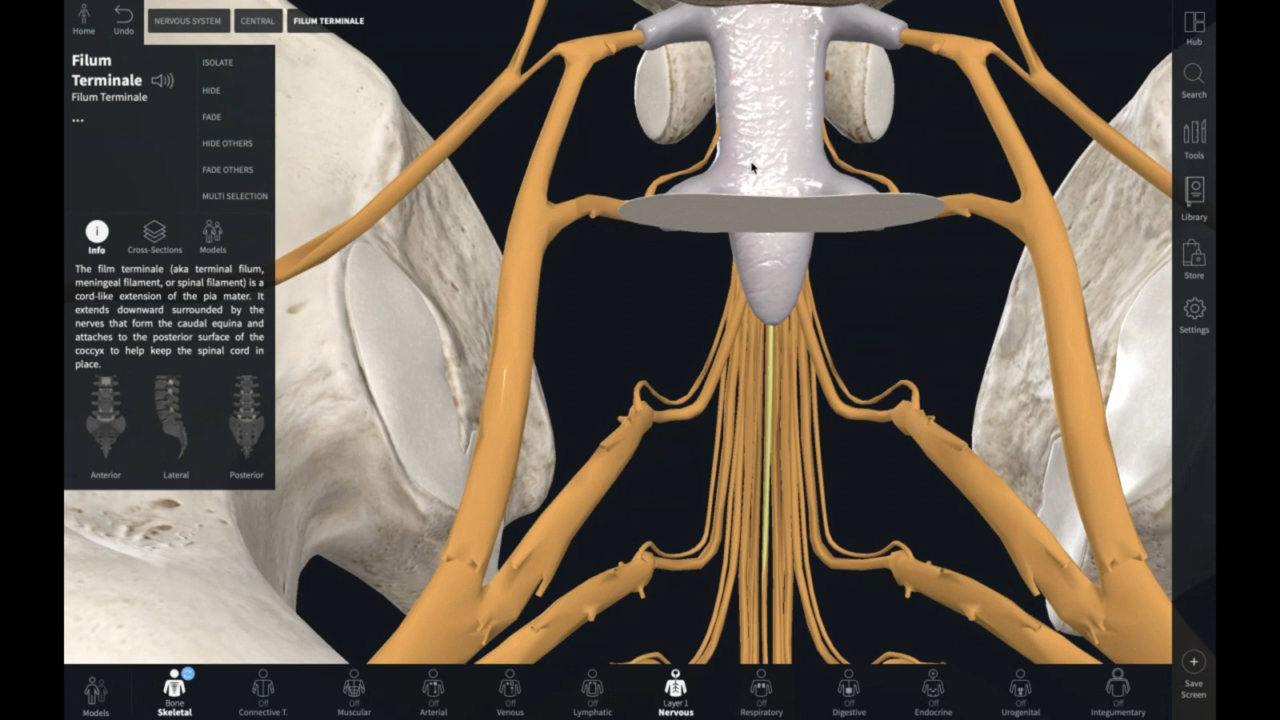 Home
Undo
NERVOUS SYSTEM
CENTRAL
FILUM TERMINALE
Filum
Terminale
Filum Terminale
...
ISOLATE
HIDE
FADE
HIDE OTHERS
FADE OTHERS
MULTI SELECTION
Info
Cross-Sections
Models
The film terminale (aka terminal filum,
meningeal filament, or spinal filament) is a
cord-like extension of the pia mater. It
extends downward surrounded by the
nerves that form the caudal equina and
attaches to the posterior surface of the
coccyx to help keep the spinal cord in
place.
Anterior
Lateral
Posterior
Hub
Search
Tools
Library
Store
Settings
Save
Screen
Models
Bone
Skeletal
Off
Connective T.
Off
Muscular
Off
Arterial
Off
Venous
Off
Lymphatic
Layer 1
Nervous
Off
Respiratory
Off
Digestive
Off
Endocrine
Off
Urogenital
Off
Integumentary